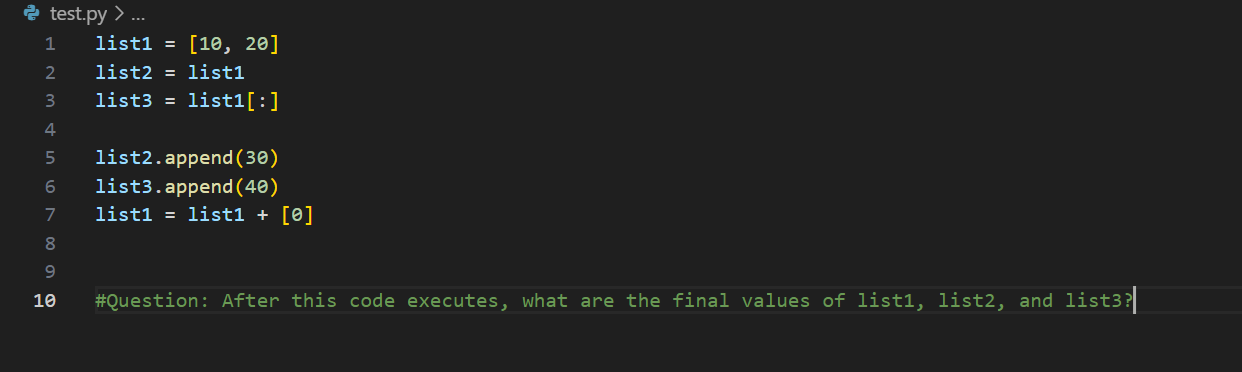 test.py > ...
1 list1 = [10, 20]
2 list2 = list1
3 list3 = list1[:]
4
5 list2.append(30)
6 list3.append(40)
7 list1 = list1 + [0]
8
9
10 #Question: After this code executes, what are the final values of list1, list2, and list3?